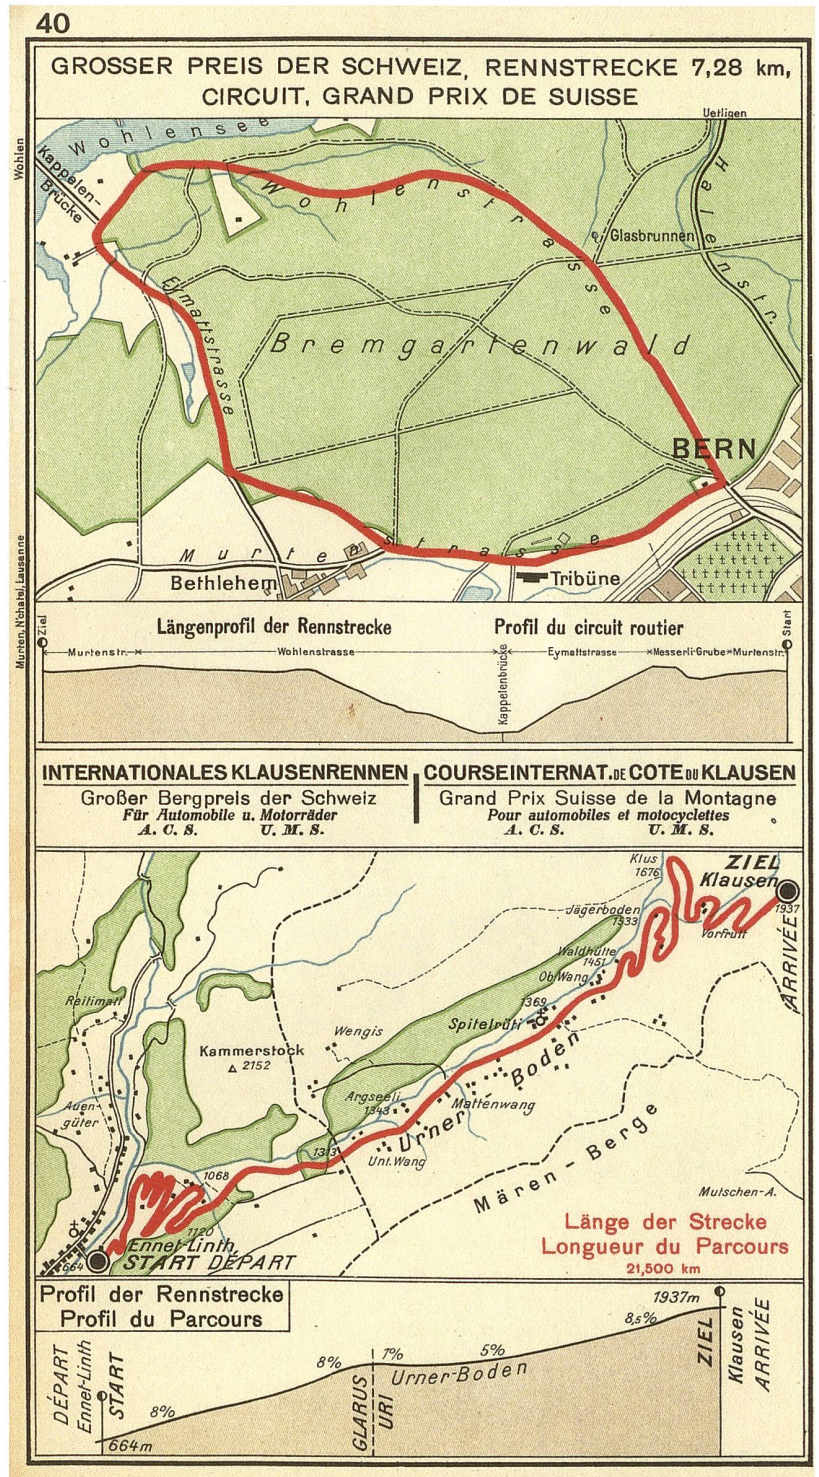 40
GROSSER PREIS DER SCHWEIZ, RENNSTRECKE 7,28 km,
CIRCUIT, GRAND PRIX DE SUISSE
Uetligen
Wohlen
Wohlensee
Kappelen-
Brücke
Wohlenstrasse
Halenstr.
Glasbrunnen
Eymattstrasse
Bremgartenwald
BERN
Murtenstrasse
Bethlehem
Tribüne
Murten, N'chatel, Lausanne
Ziel
Längenprofil der Rennstrecke
Profil du circuit routier
Start
Murtenstr.
Wohlenstrasse
Kappelenbrücke
Eymattstrasse
Messerli-Grube
Murtenstr.
INTERNATIONALES KLAUSENRENNEN
Großer Bergpreis der Schweiz
Für Automobile u. Motorräder
A. C. S. U. M. S.
COURSE INTERNAT. DE COTE DU KLAUSEN
Grand Prix Suisse de la Montagne
Pour automobiles et motocyclettes
A. C. S. U. M. S.
Klus
1676
ZIEL
Klausen
1937
ARRIVÉE
Vorfrutt
Jägerboden
1533
Waldhütte
1451
Ob.Wang
1369
Spitelrüti
Reitimatt
Wengis
Kammerstock
2152
Argseeli
1343
Mattenwang
Urner Boden
Auen-
güter
Unt.Wang
1313
1068
1120
Mären-Berge
Mutschen-A.
Ennet-Linth,
START DÉPART
664
Länge der Strecke
Longueur du Parcours
21,500 km
Profil der Rennstrecke
Profil du Parcours
DÉPART
Ennet-Linth
START
664m
8%
8%
1%
5%
8,5%
GLARUS
URI
Urner-Boden
1937m
ZIEL
Klausen
ARRIVÉE